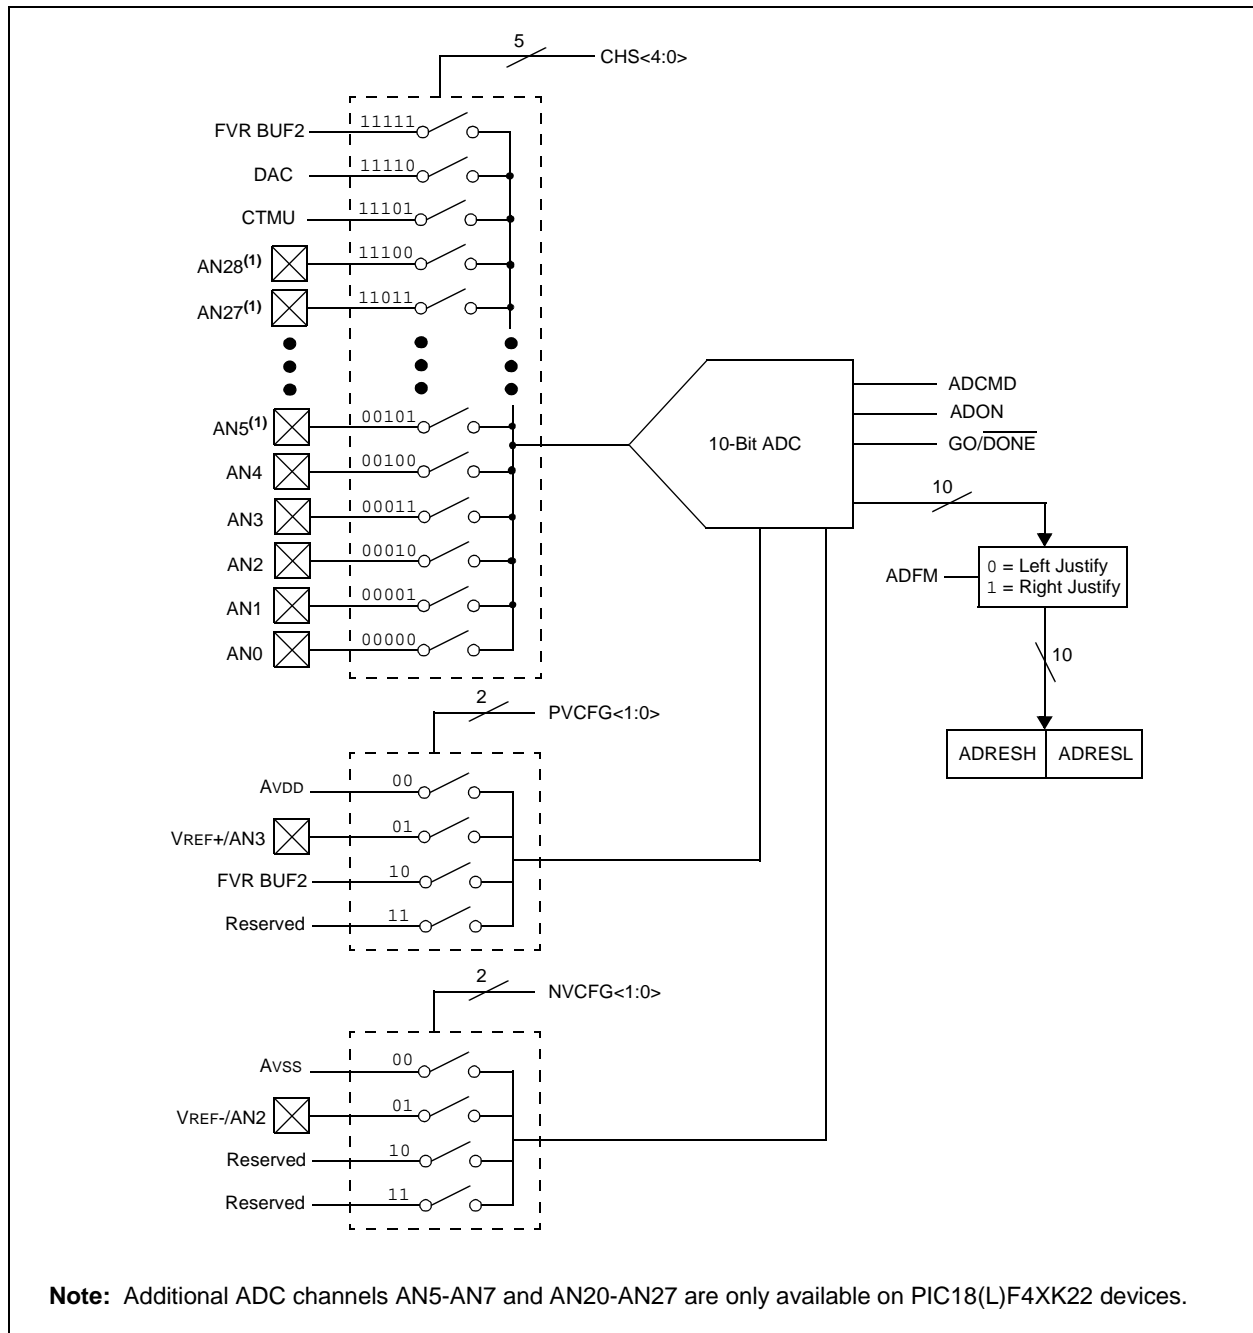 5
CHS<4:0>
FVR BUF2 11111
DAC 11110
CTMU 11101
AN28(1) 11100
AN27(1) 11011
AN5(1) 00101
AN4 00100
AN3 00011
AN2 00010
AN1 00001
AN0 00000
10-Bit ADC
ADCMD
ADON
GO/DONE
10
ADFM
0 = Left Justify
1 = Right Justify
10
ADRESH ADRESL
2
PVCFG<1:0>
AVDD 00
VREF+/AN3 01
FVR BUF2 10
Reserved 11
2
NVCFG<1:0>
AVSS 00
VREF-/AN2 01
Reserved 10
Reserved 11
Note: Additional ADC channels AN5-AN7 and AN20-AN27 are only available on PIC18(L)F4XK22 devices.